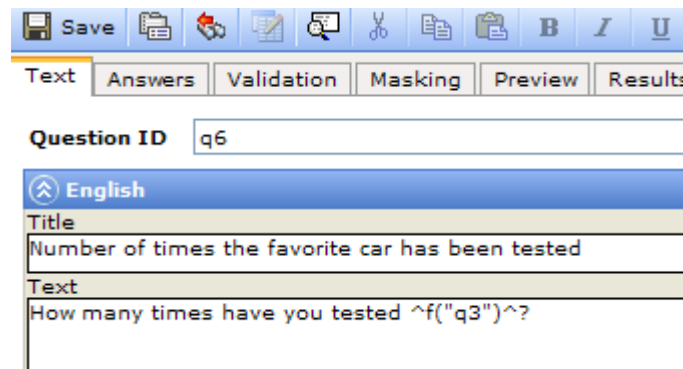 Save B I U
Text Answers Validation Masking Preview Results
Question ID q6
English
Title
Number of times the favorite car has been tested
Text
How many times have you tested ^f("q3")^?